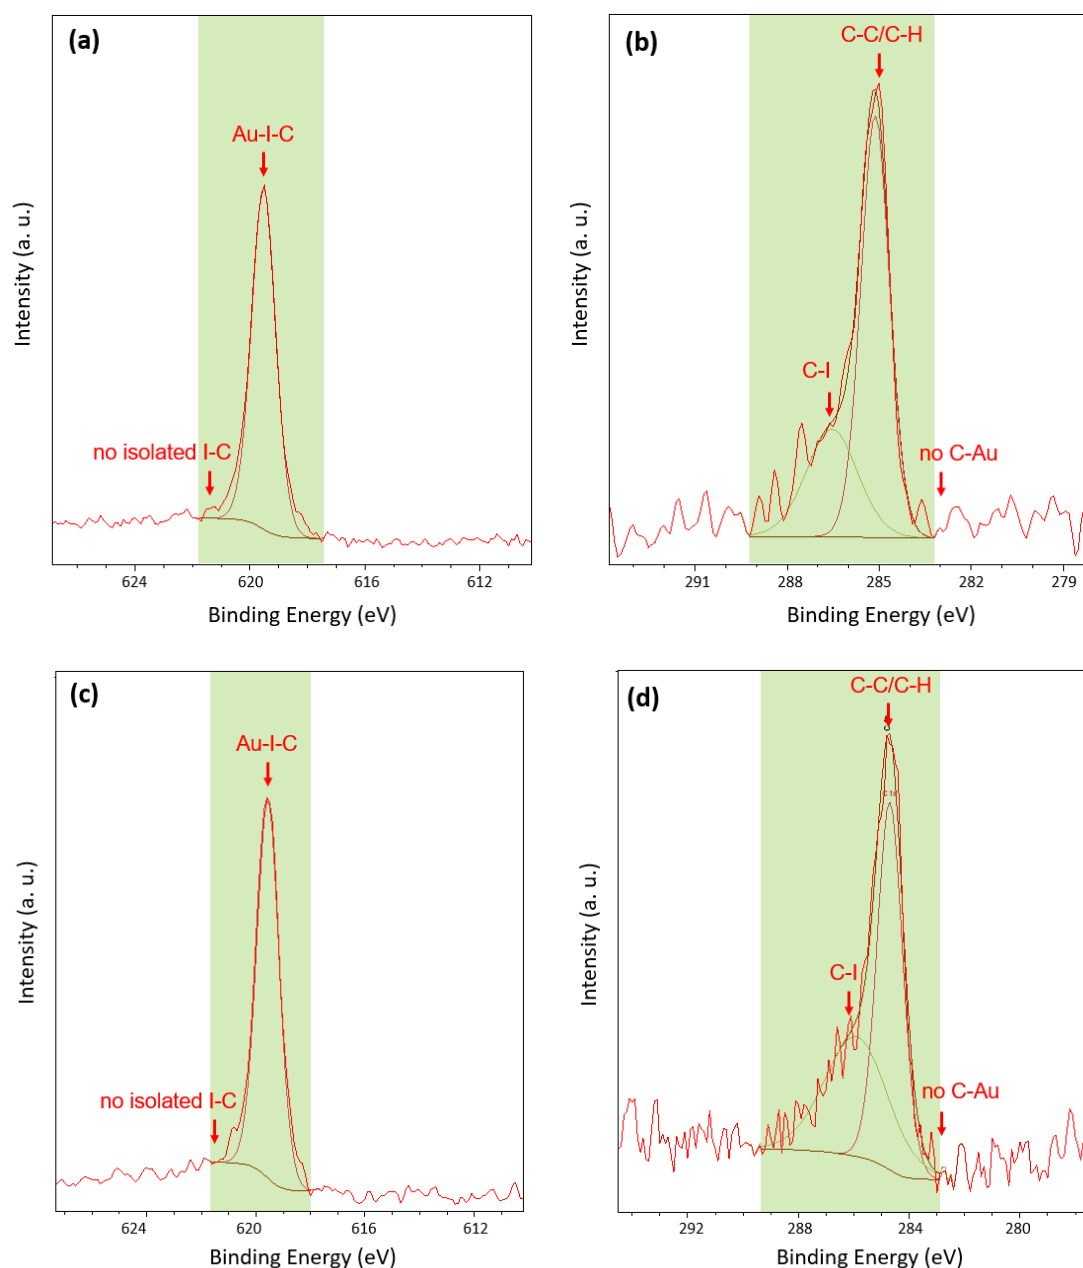 (a)
Au-I-C
no isolated I-C
Intensity (a. u.)
624 620 616 612
Binding Energy (eV)
(b)
C-C/C-H
C-I
no C-Au
Intensity (a. u.)
291 288 285 282 279
Binding Energy (eV)
(c)
Au-I-C
no isolated I-C
Intensity (a. u.)
624 620 616 612
Binding Energy (eV)
(d)
C-C/C-H
C-I
no C-Au
Intensity (a. u.)
292 288 284 280
Binding Energy (eV)